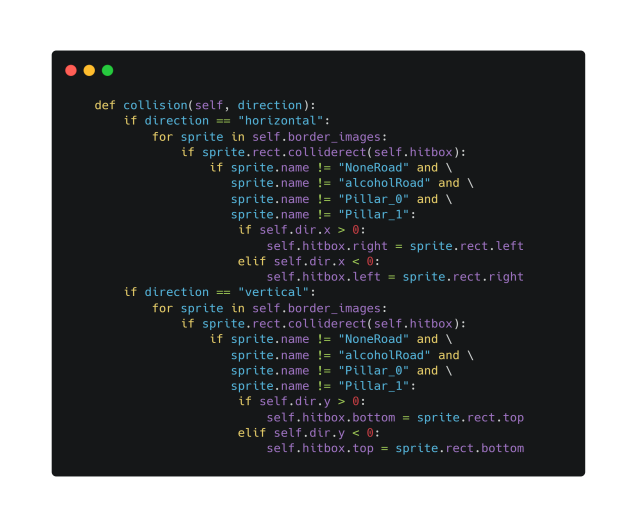 def collision(self, direction):
    if direction == "horizontal":
        for sprite in self.border_images:
            if sprite.rect.colliderect(self.hitbox):
                if sprite.name != "NoneRoad" and \
                   sprite.name != "alcoholRoad" and \
                   sprite.name != "Pillar_0" and \
                   sprite.name != "Pillar_1":
                    if self.dir.x > 0:
                        self.hitbox.right = sprite.rect.left
                    elif self.dir.x < 0:
                        self.hitbox.left = sprite.rect.right
    if direction == "vertical":
        for sprite in self.border_images:
            if sprite.rect.colliderect(self.hitbox):
                if sprite.name != "NoneRoad" and \
                   sprite.name != "alcoholRoad" and \
                   sprite.name != "Pillar_0" and \
                   sprite.name != "Pillar_1":
                    if self.dir.y > 0:
                        self.hitbox.bottom = sprite.rect.top
                    elif self.dir.y < 0:
                        self.hitbox.top = sprite.rect.bottom